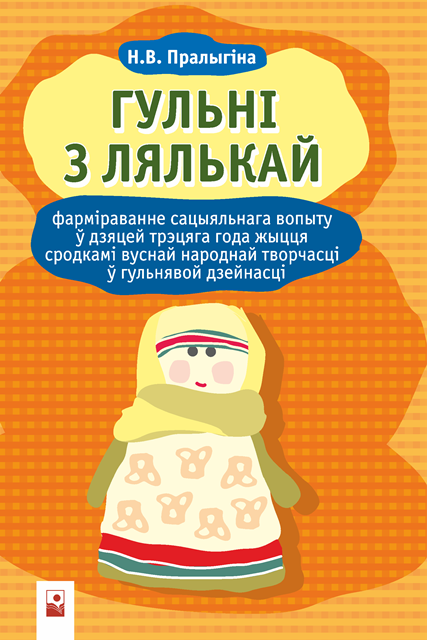 Н.В. Пралыгіна
ГУЛЬНІ
З ЛЯЛЬКАЙ
фарміраванне сацыяльнага вопыту
ў дзяцей трэцяга года жыцця
сродкамі вуснай народнай творчасці
ў гульнявой дзейнасці